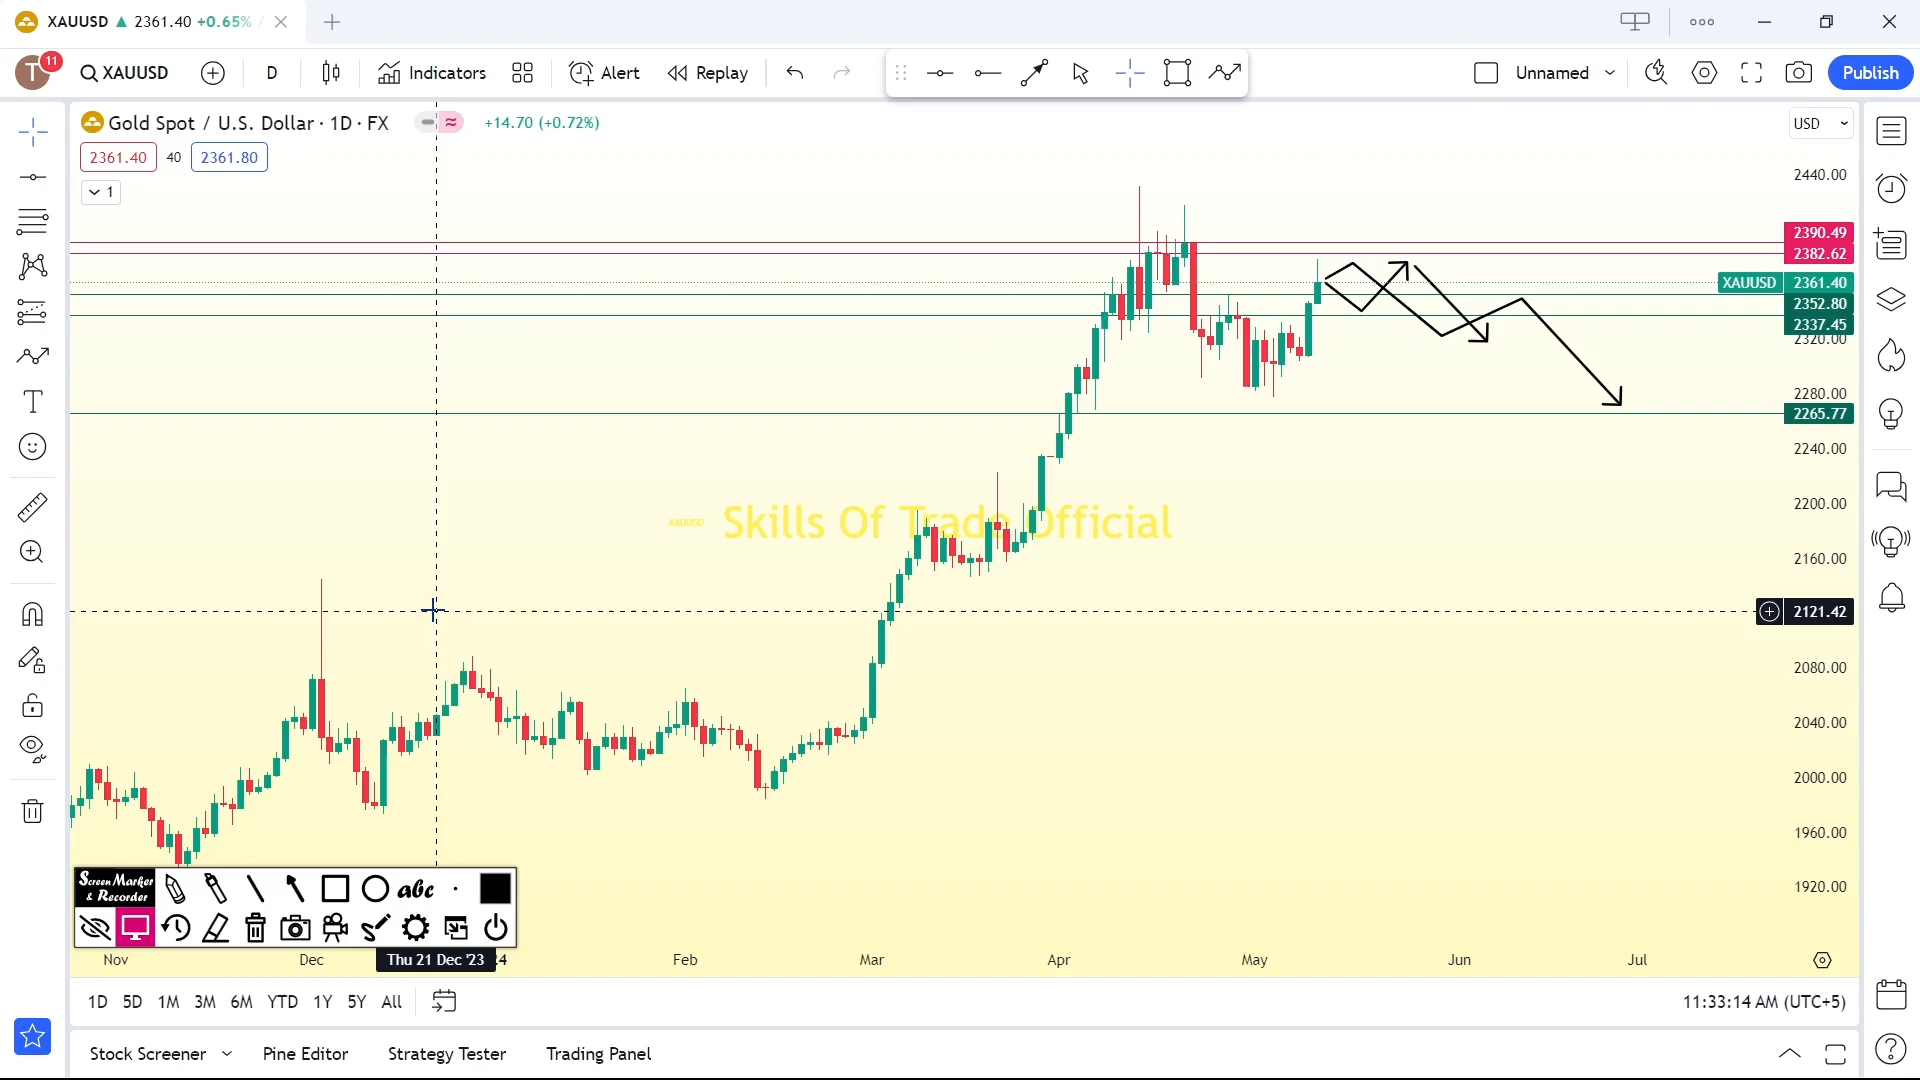 XAUUSD ▲ 2361.40 +0.65% /
T 11 XAUUSD D Indicators Alert Replay Unnamed Publish
Gold Spot / U.S. Dollar · 1D · FX +14.70 (+0.72%) USD
2361.40 40 2361.80
1
2440.00
2390.49
2382.62
XAUUSD 2361.40
2352.80
2337.45
2320.00
2280.00
2265.77
2240.00
2200.00
XAUUSD Skills Of Trade Official
2160.00
2121.42
2080.00
2040.00
2000.00
1960.00
1920.00
Screen Marker
& Recorder
abc
Nov Dec Thu 21 Dec '23 Feb Mar Apr May Jun Jul
1D 5D 1M 3M 6M YTD 1Y 5Y All 11:33:14 AM (UTC+5)
Stock Screener Pine Editor Strategy Tester Trading Panel